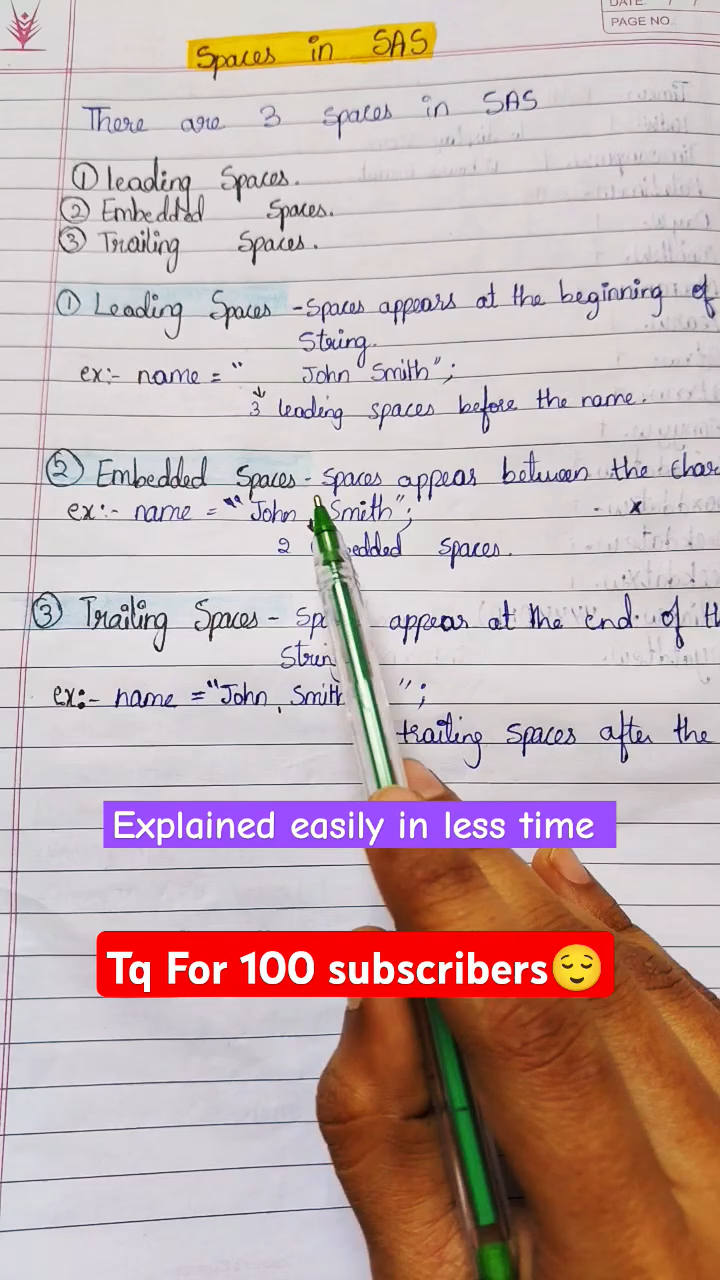 DATE: / /
PAGE NO.
Spaces in SAS
There are 3 spaces in SAS
① leading Spaces.
② Embedded Spaces.
③ Trailing Spaces.
① Leading Spaces - Spaces appears at the beginning of
String.
ex:- name = " John Smith";
3 leading spaces before the name.
② Embedded Spaces - Spaces appear between the char
ex:- name = "John Smith";
2 edded spaces.
③ Trailing Spaces - Sp appear at the end of th
Strin
ex:- name = "John Smith ";
trailing spaces after the
Explained easily in less time
Tq For 100 subscribers😌